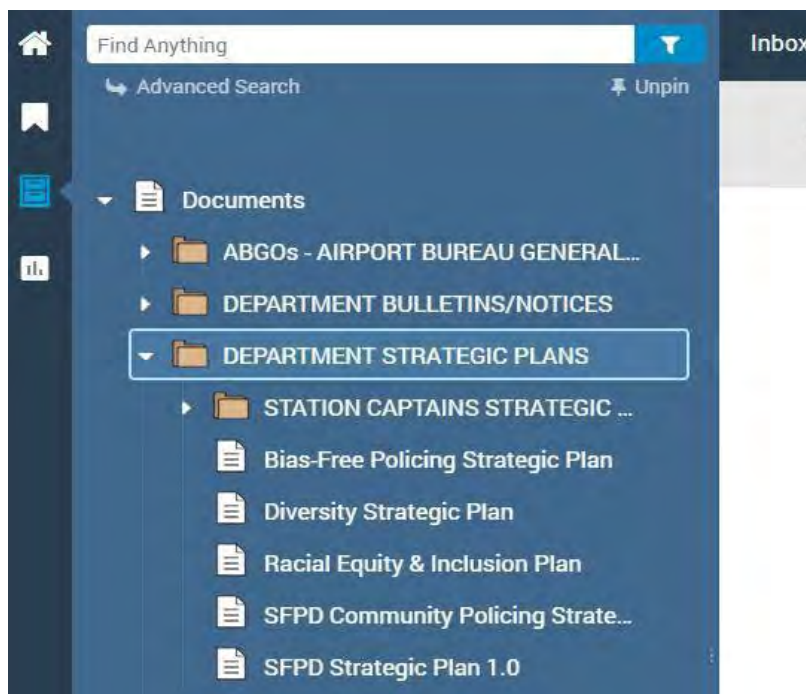 Find Anything
Inbox
Advanced Search
Unpin
Documents
ABGOs - AIRPORT BUREAU GENERAL...
DEPARTMENT BULLETINS/NOTICES
DEPARTMENT STRATEGIC PLANS
STATION CAPTAINS STRATEGIC ...
Bias-Free Policing Strategic Plan
Diversity Strategic Plan
Racial Equity & Inclusion Plan
SFPD Community Policing Strate...
SFPD Strategic Plan 1.0